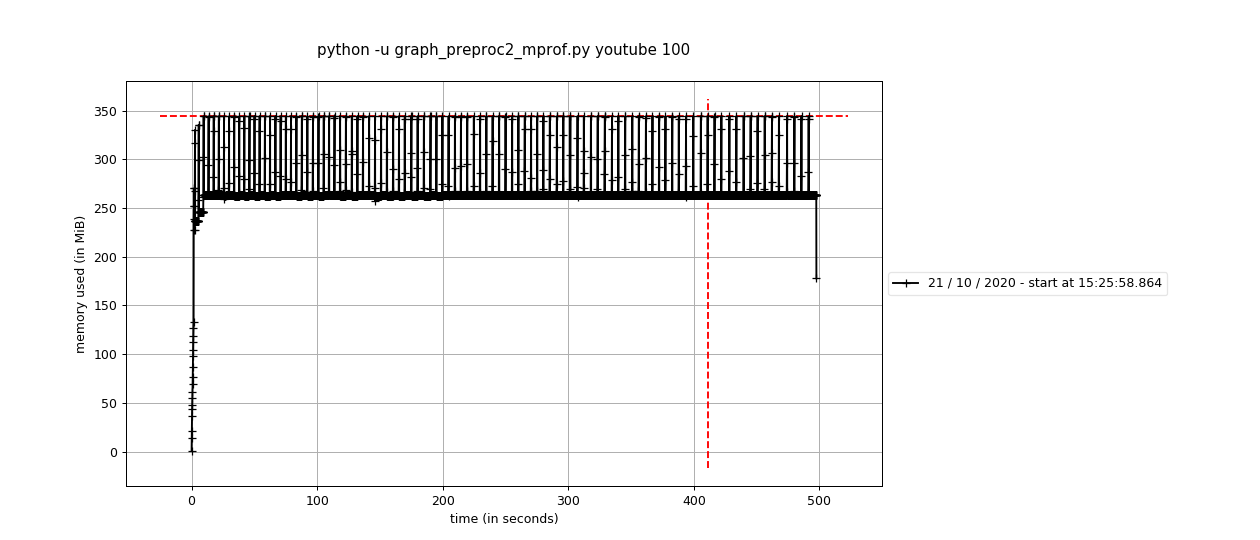 python -u graph_preproc2_mprof.py youtube 100
350
300
250
200
150
100
50
0
memory used (in MiB)
0 100 200 300 400 500
time (in seconds)
21 / 10 / 2020 - start at 15:25:58.864